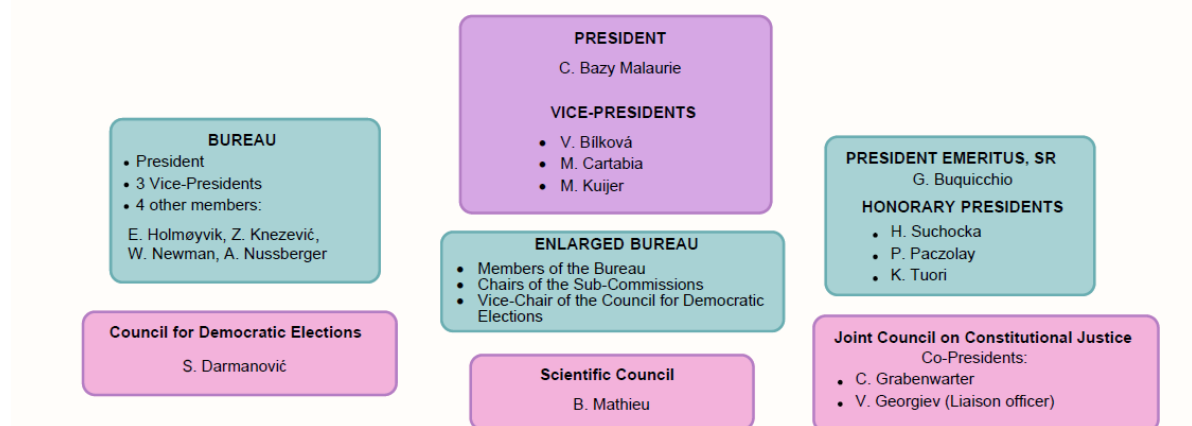 PRESIDENT
C. Bazy Malaurie
VICE-PRESIDENTS
• V. Bílková
• M. Cartabia
• M. Kuijer
BUREAU
• President
• 3 Vice-Presidents
• 4 other members:
E. Holmøyvik, Z. Knezević,
W. Newman, A. Nussberger
PRESIDENT EMERITUS, SR
G. Buquicchio
HONORARY PRESIDENTS
• H. Suchocka
• P. Paczolay
• K. Tuori
ENLARGED BUREAU
• Members of the Bureau
• Chairs of the Sub-Commissions
• Vice-Chair of the Council for Democratic
Elections
Council for Democratic Elections
S. Darmanović
Scientific Council
B. Mathieu
Joint Council on Constitutional Justice
Co-Presidents:
• C. Grabenwarter
• V. Georgiev (Liaison officer)